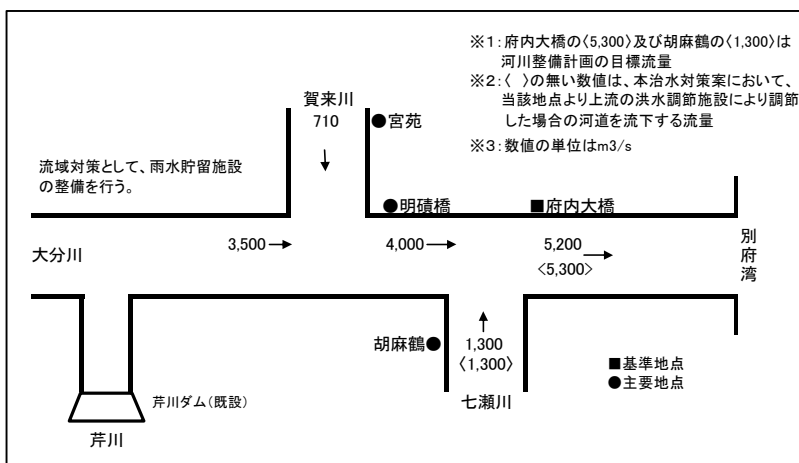 ※1：府内大橋の〈5,300〉及び胡麻鶴の〈1,300〉は
河川整備計画の目標流量
※2：〈　〉の無い数値は、本治水対策案において、
当該地点より上流の洪水調節施設により調節
した場合の河道を流下する流量
※3：数値の単位はm3/s
賀来川
710
●宮苑
↓
流域対策として、雨水貯留施設
の整備を行う。
●明磧橋
■府内大橋
大分川
3,500→
4,000→
5,200
→
<5,300>
別府湾
胡麻鶴●
↑
1,300
〈1,300〉
七瀬川
■基準地点
●主要地点
芹川ダム（既設）
芹川